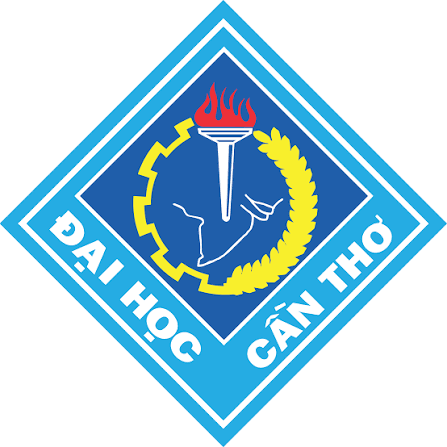 ĐẠI HỌC
CẦN THƠ